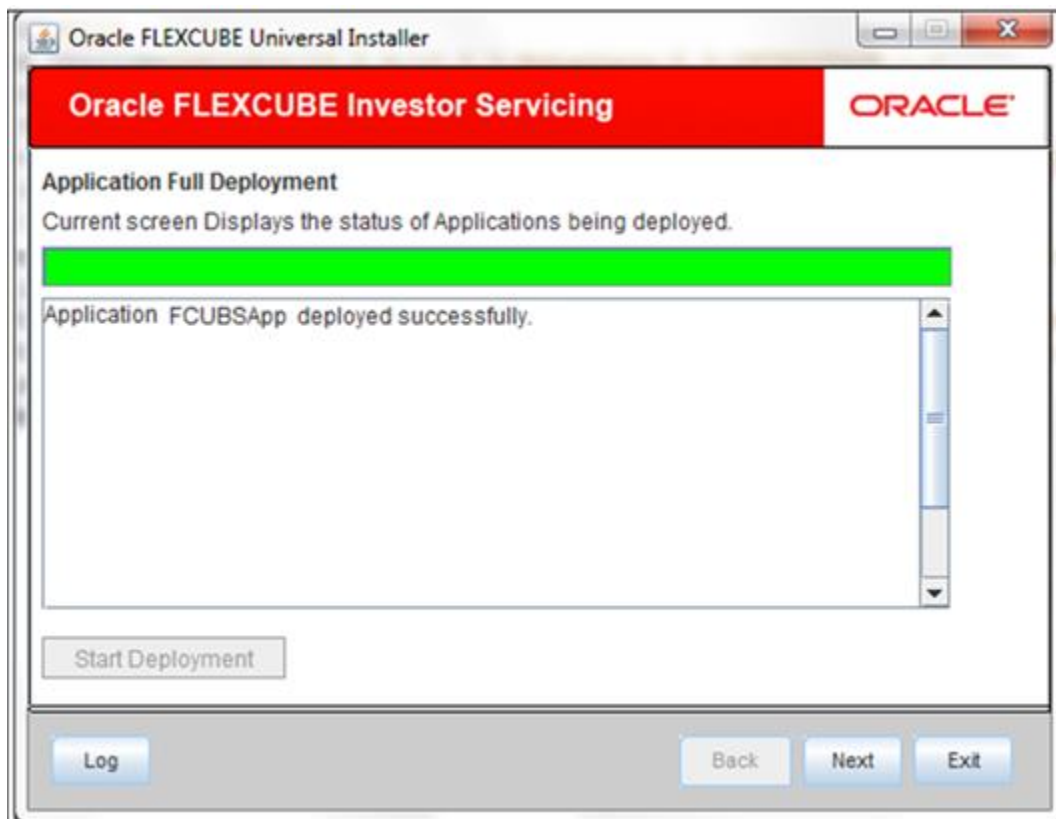 Oracle FLEXCUBE Universal Installer
Oracle FLEXCUBE Investor Servicing
ORACLE
Application Full Deployment
Current screen Displays the status of Applications being deployed.
Application FCUBSApp deployed successfully.
Start Deployment
Log Back Next Exit